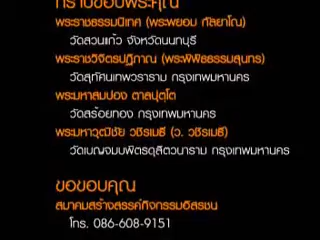 กราบขอบพระคุณ
พระราชธรรมนิเทศ (พระพยอม กัลยาโณ)
วัดสวนแก้ว จังหวัดนนทบุรี
พระราชวิจิตรปฏิภาณ (พระพิพิธธรรมสุนทร)
วัดสุทัศนเทพวราราม กรุงเทพมหานคร
พระมหาสมปอง ตาลปุตฺโต
วัดสร้อยทอง กรุงเทพมหานคร
พระมหาวุฒิชัย วชิรเมธี (ว. วชิรเมธี)
วัดเบญจมบพิตรดุสิตวนาราม กรุงเทพมหานคร
ขอขอบคุณ
สมาคมสร้างสรรค์กิจกรรมอิสรชน
โทร. 086-608-9151